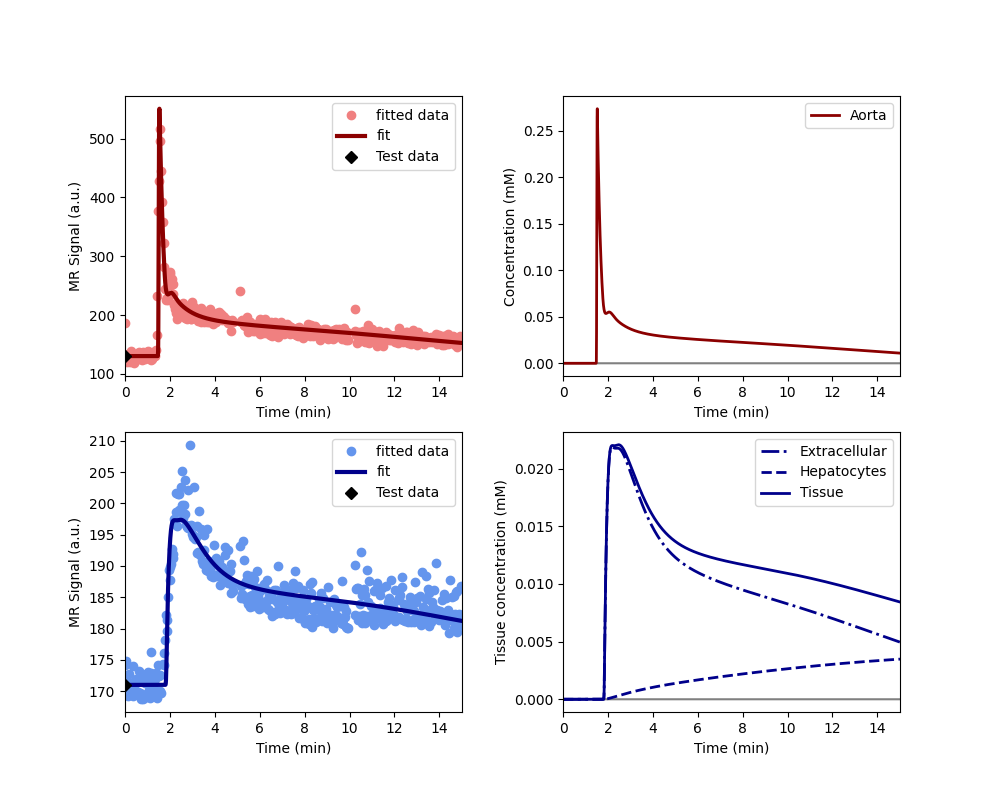 MR Signal (a.u.)
500
400
300
200
100
fitted data
fit
Test data
0 2 4 6 8 10 12 14
Time (min)
Concentration (mM)
0.25
0.20
0.15
0.10
0.05
0.00
Aorta
0 2 4 6 8 10 12 14
Time (min)
MR Signal (a.u.)
210
205
200
195
190
185
180
175
170
fitted data
fit
Test data
0 2 4 6 8 10 12 14
Time (min)
Tissue concentration (mM)
0.020
0.015
0.010
0.005
0.000
Extracellular
Hepatocytes
Tissue
0 2 4 6 8 10 12 14
Time (min)